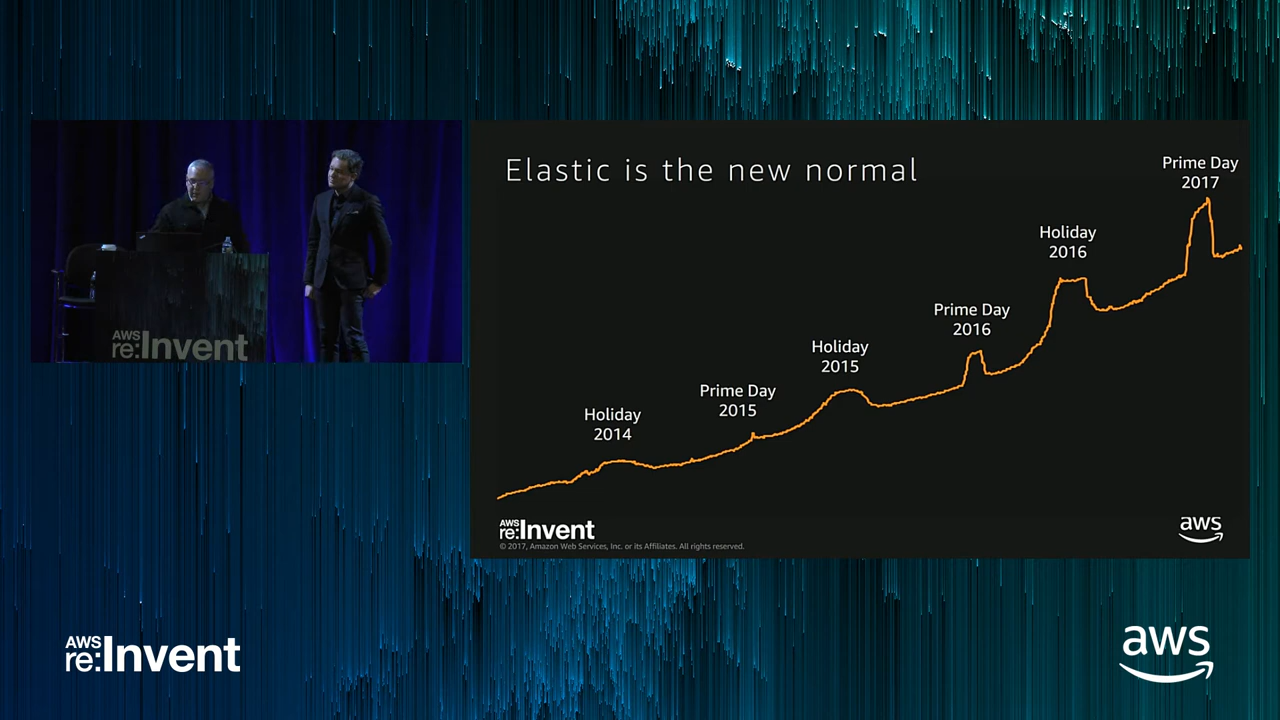 Elastic is the new normal
Prime Day
2017
Holiday
2016
Prime Day
2016
Holiday
2015
Prime Day
2015
Holiday
2014
AWS
re:Invent
AWS
re:Invent
© 2017, Amazon Web Services, Inc. or its Affiliates. All rights reserved.
aws
AWS
re:Invent
aws